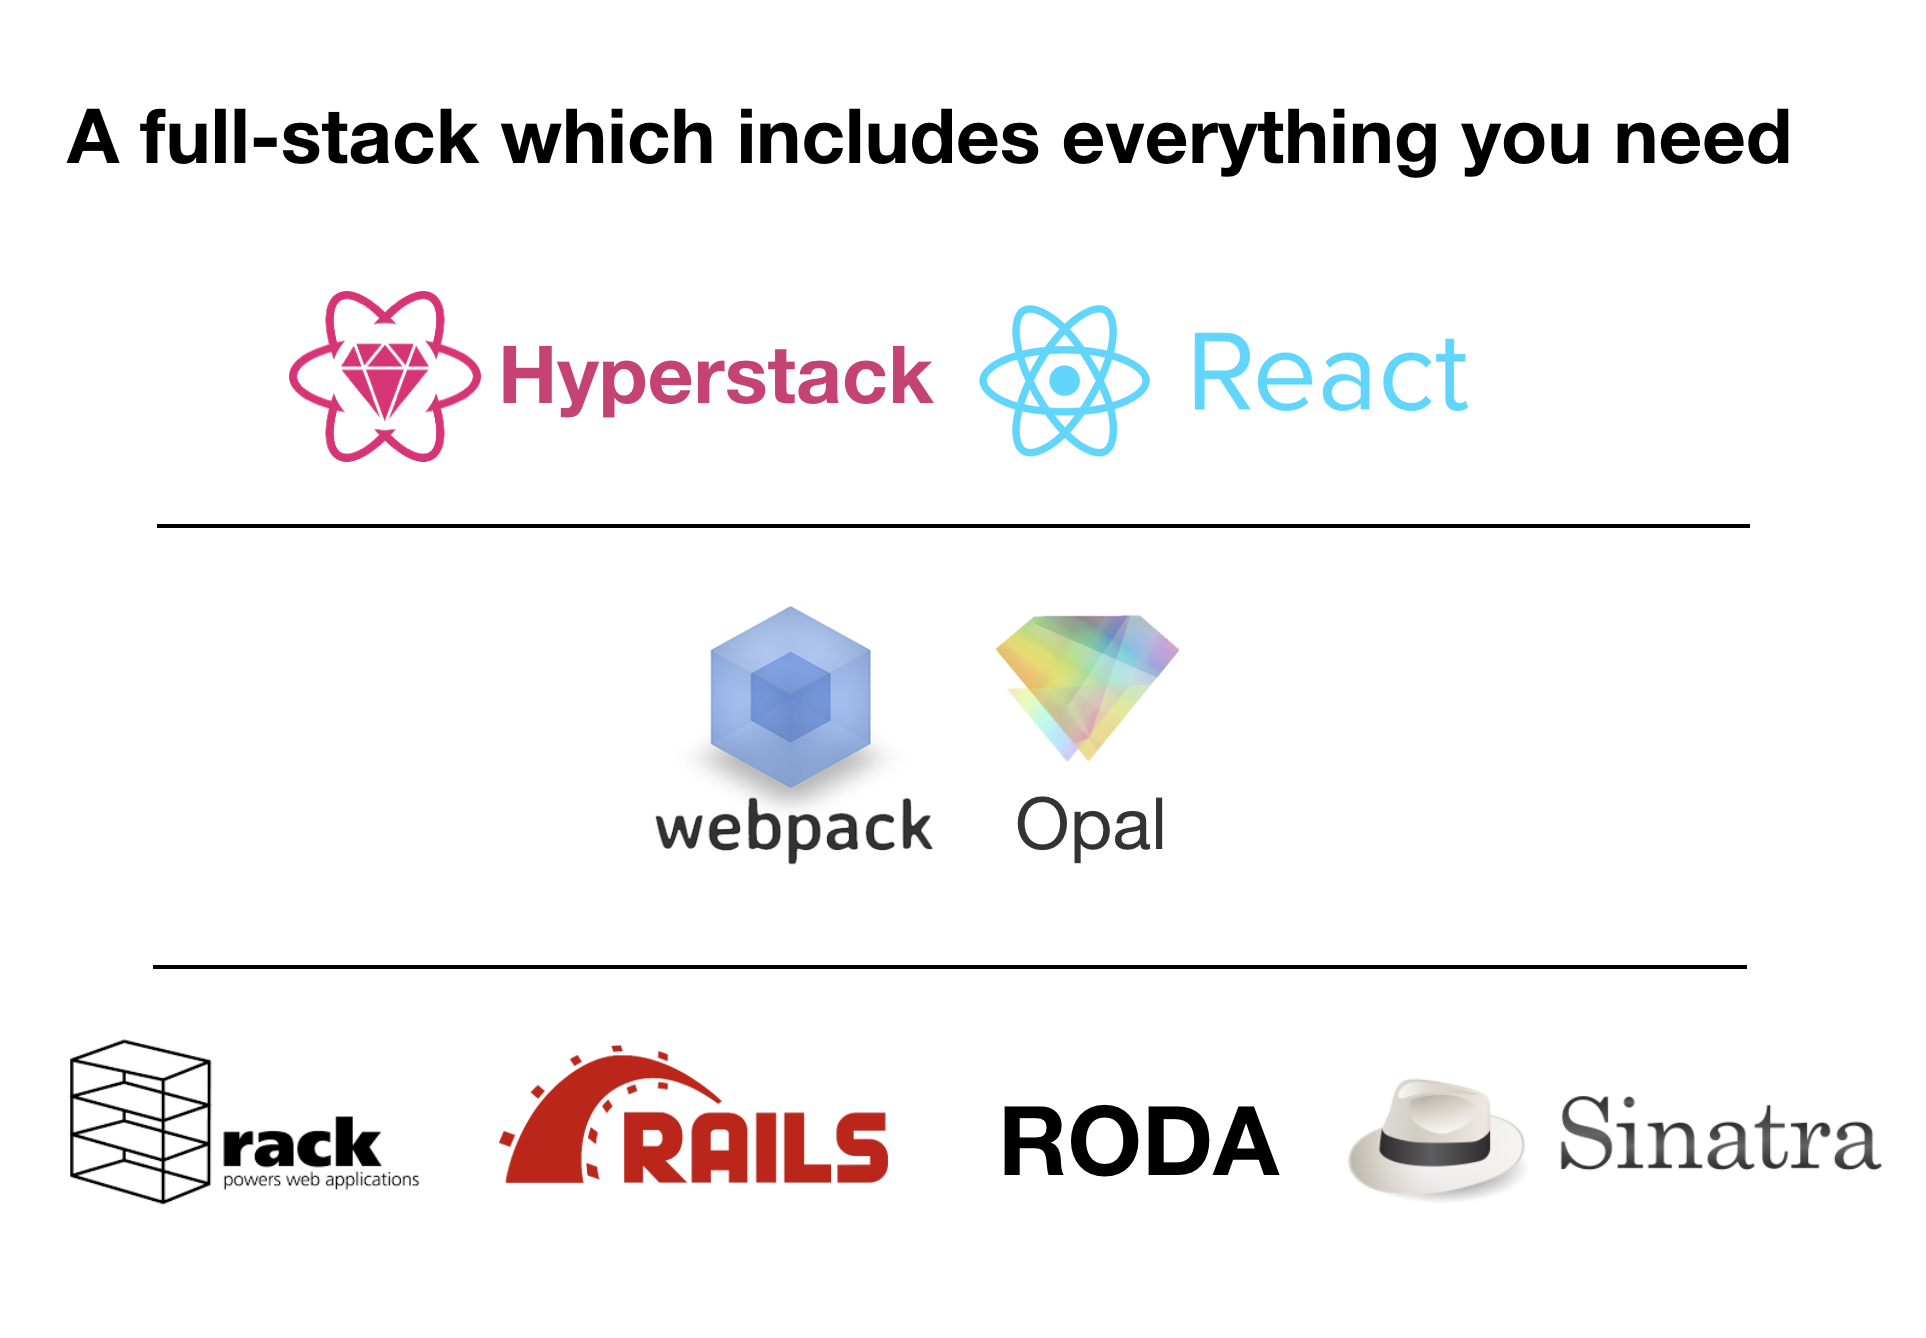 A full-stack which includes everything you need
Hyperstack
React
webpack
Opal
rack
powers web applications
RAILS
RODA
Sinatra